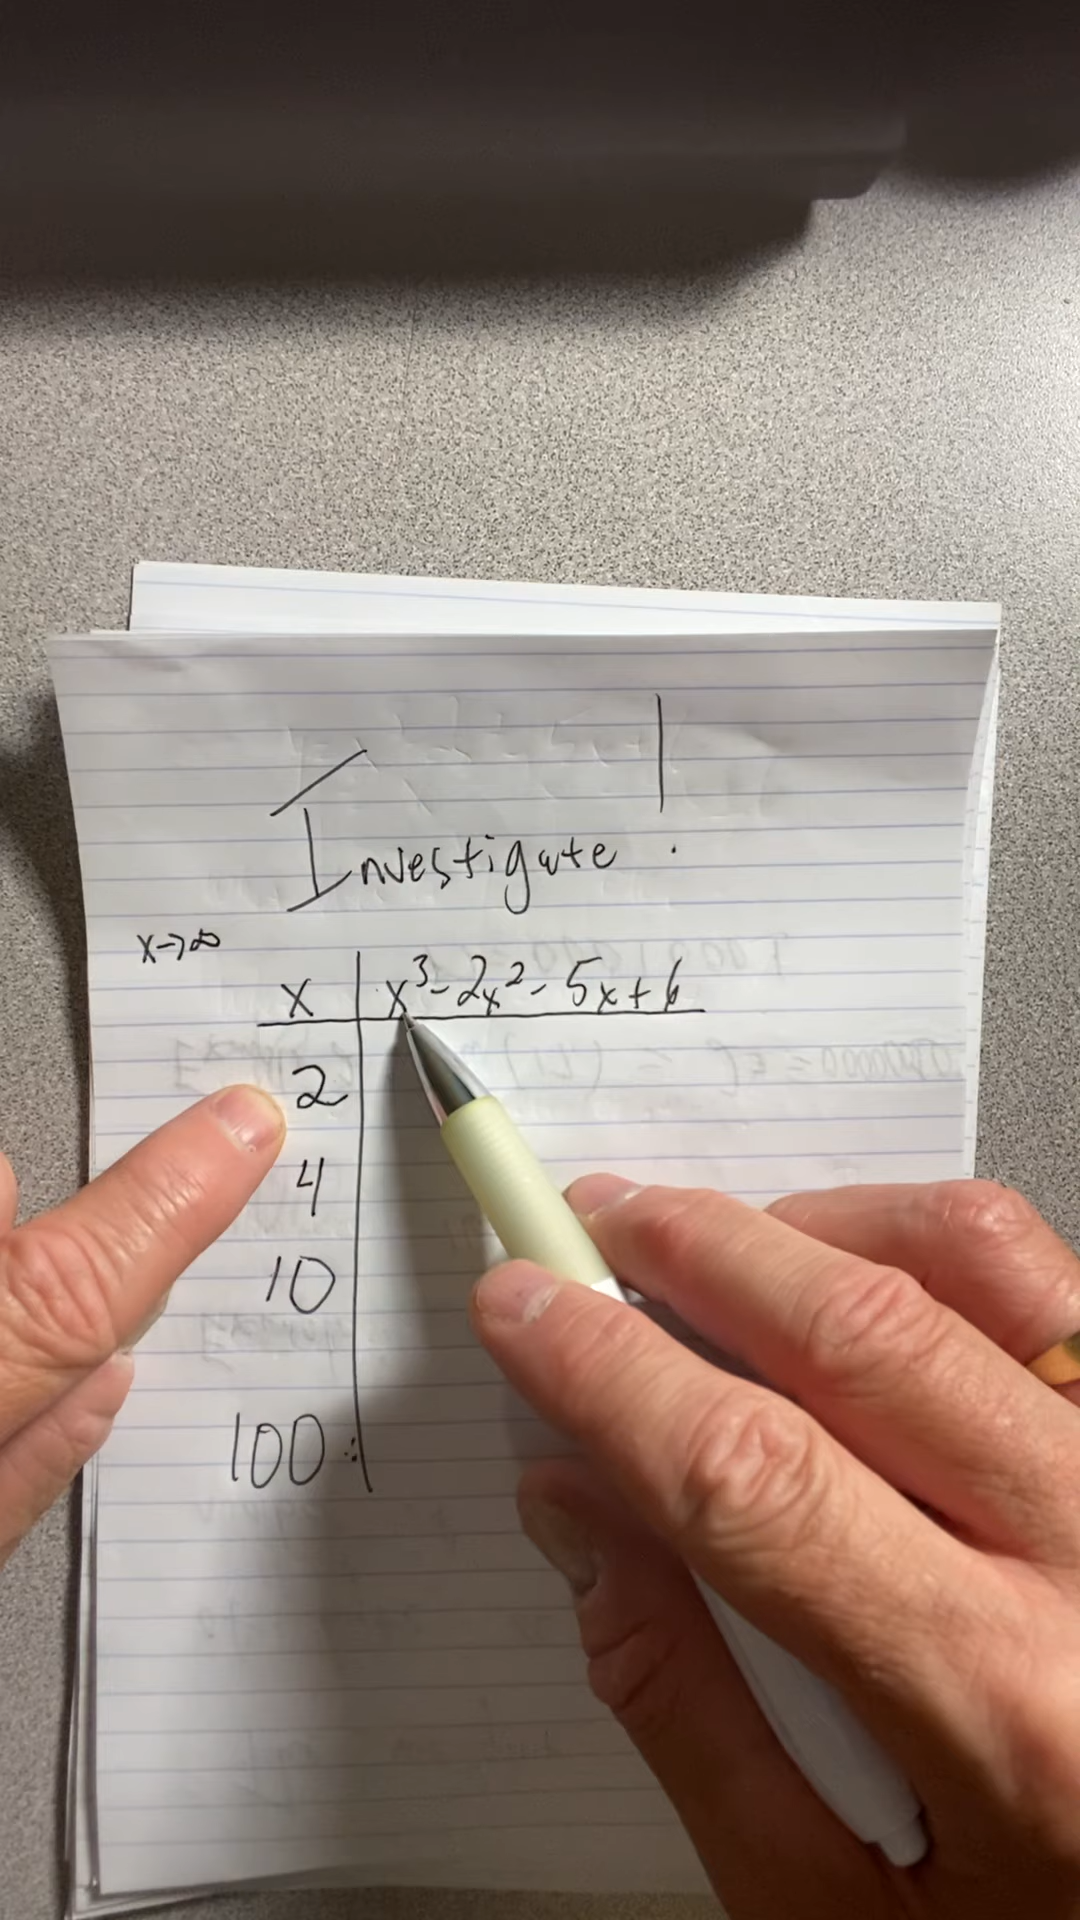 Investigate .
x→∞
x | x³-2x²-5x+6
2
4
10
100